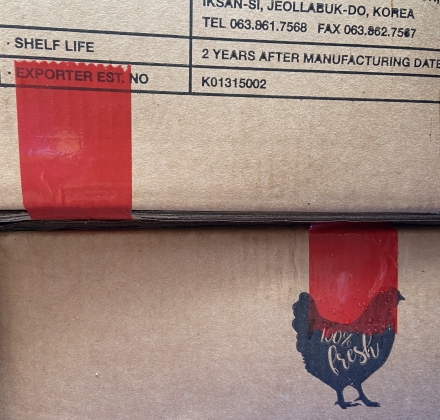 IKSAN-SI, JEOLLABUK-DO, KOREA
TEL 063.861.7568 FAX 063.862.7567
· SHELF LIFE
2 YEARS AFTER MANUFACTURING DATE
· EXPORTER EST. NO
K01315002
100%
fresh